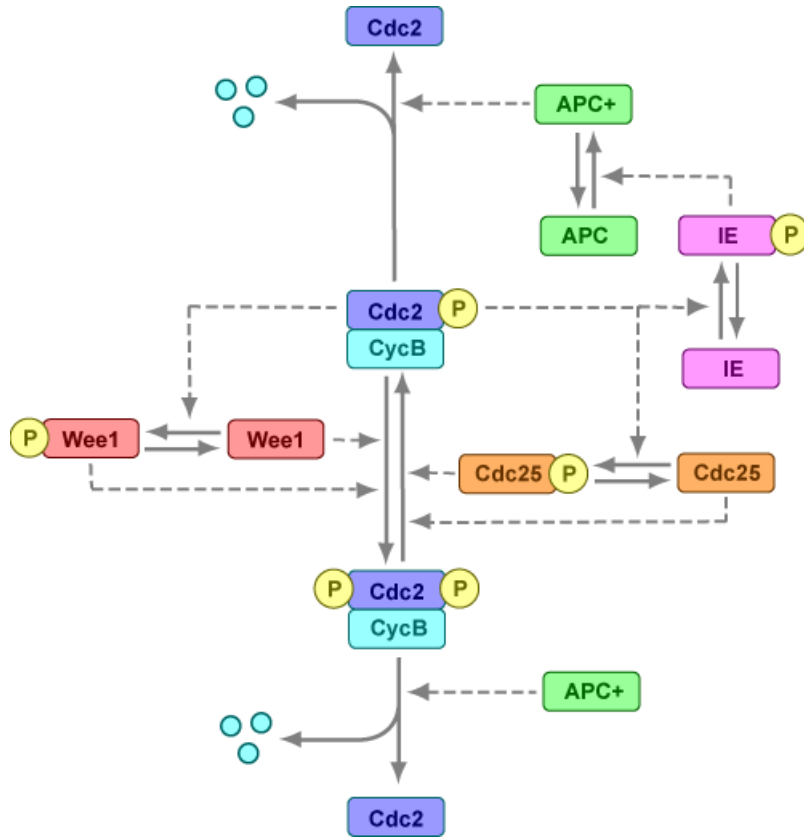 Cdc2
APC+
APC
IE P
Cdc2 P
CycB
IE
P Wee1
Wee1
Cdc25 P
Cdc25
P Cdc2 P
CycB
APC+
Cdc2